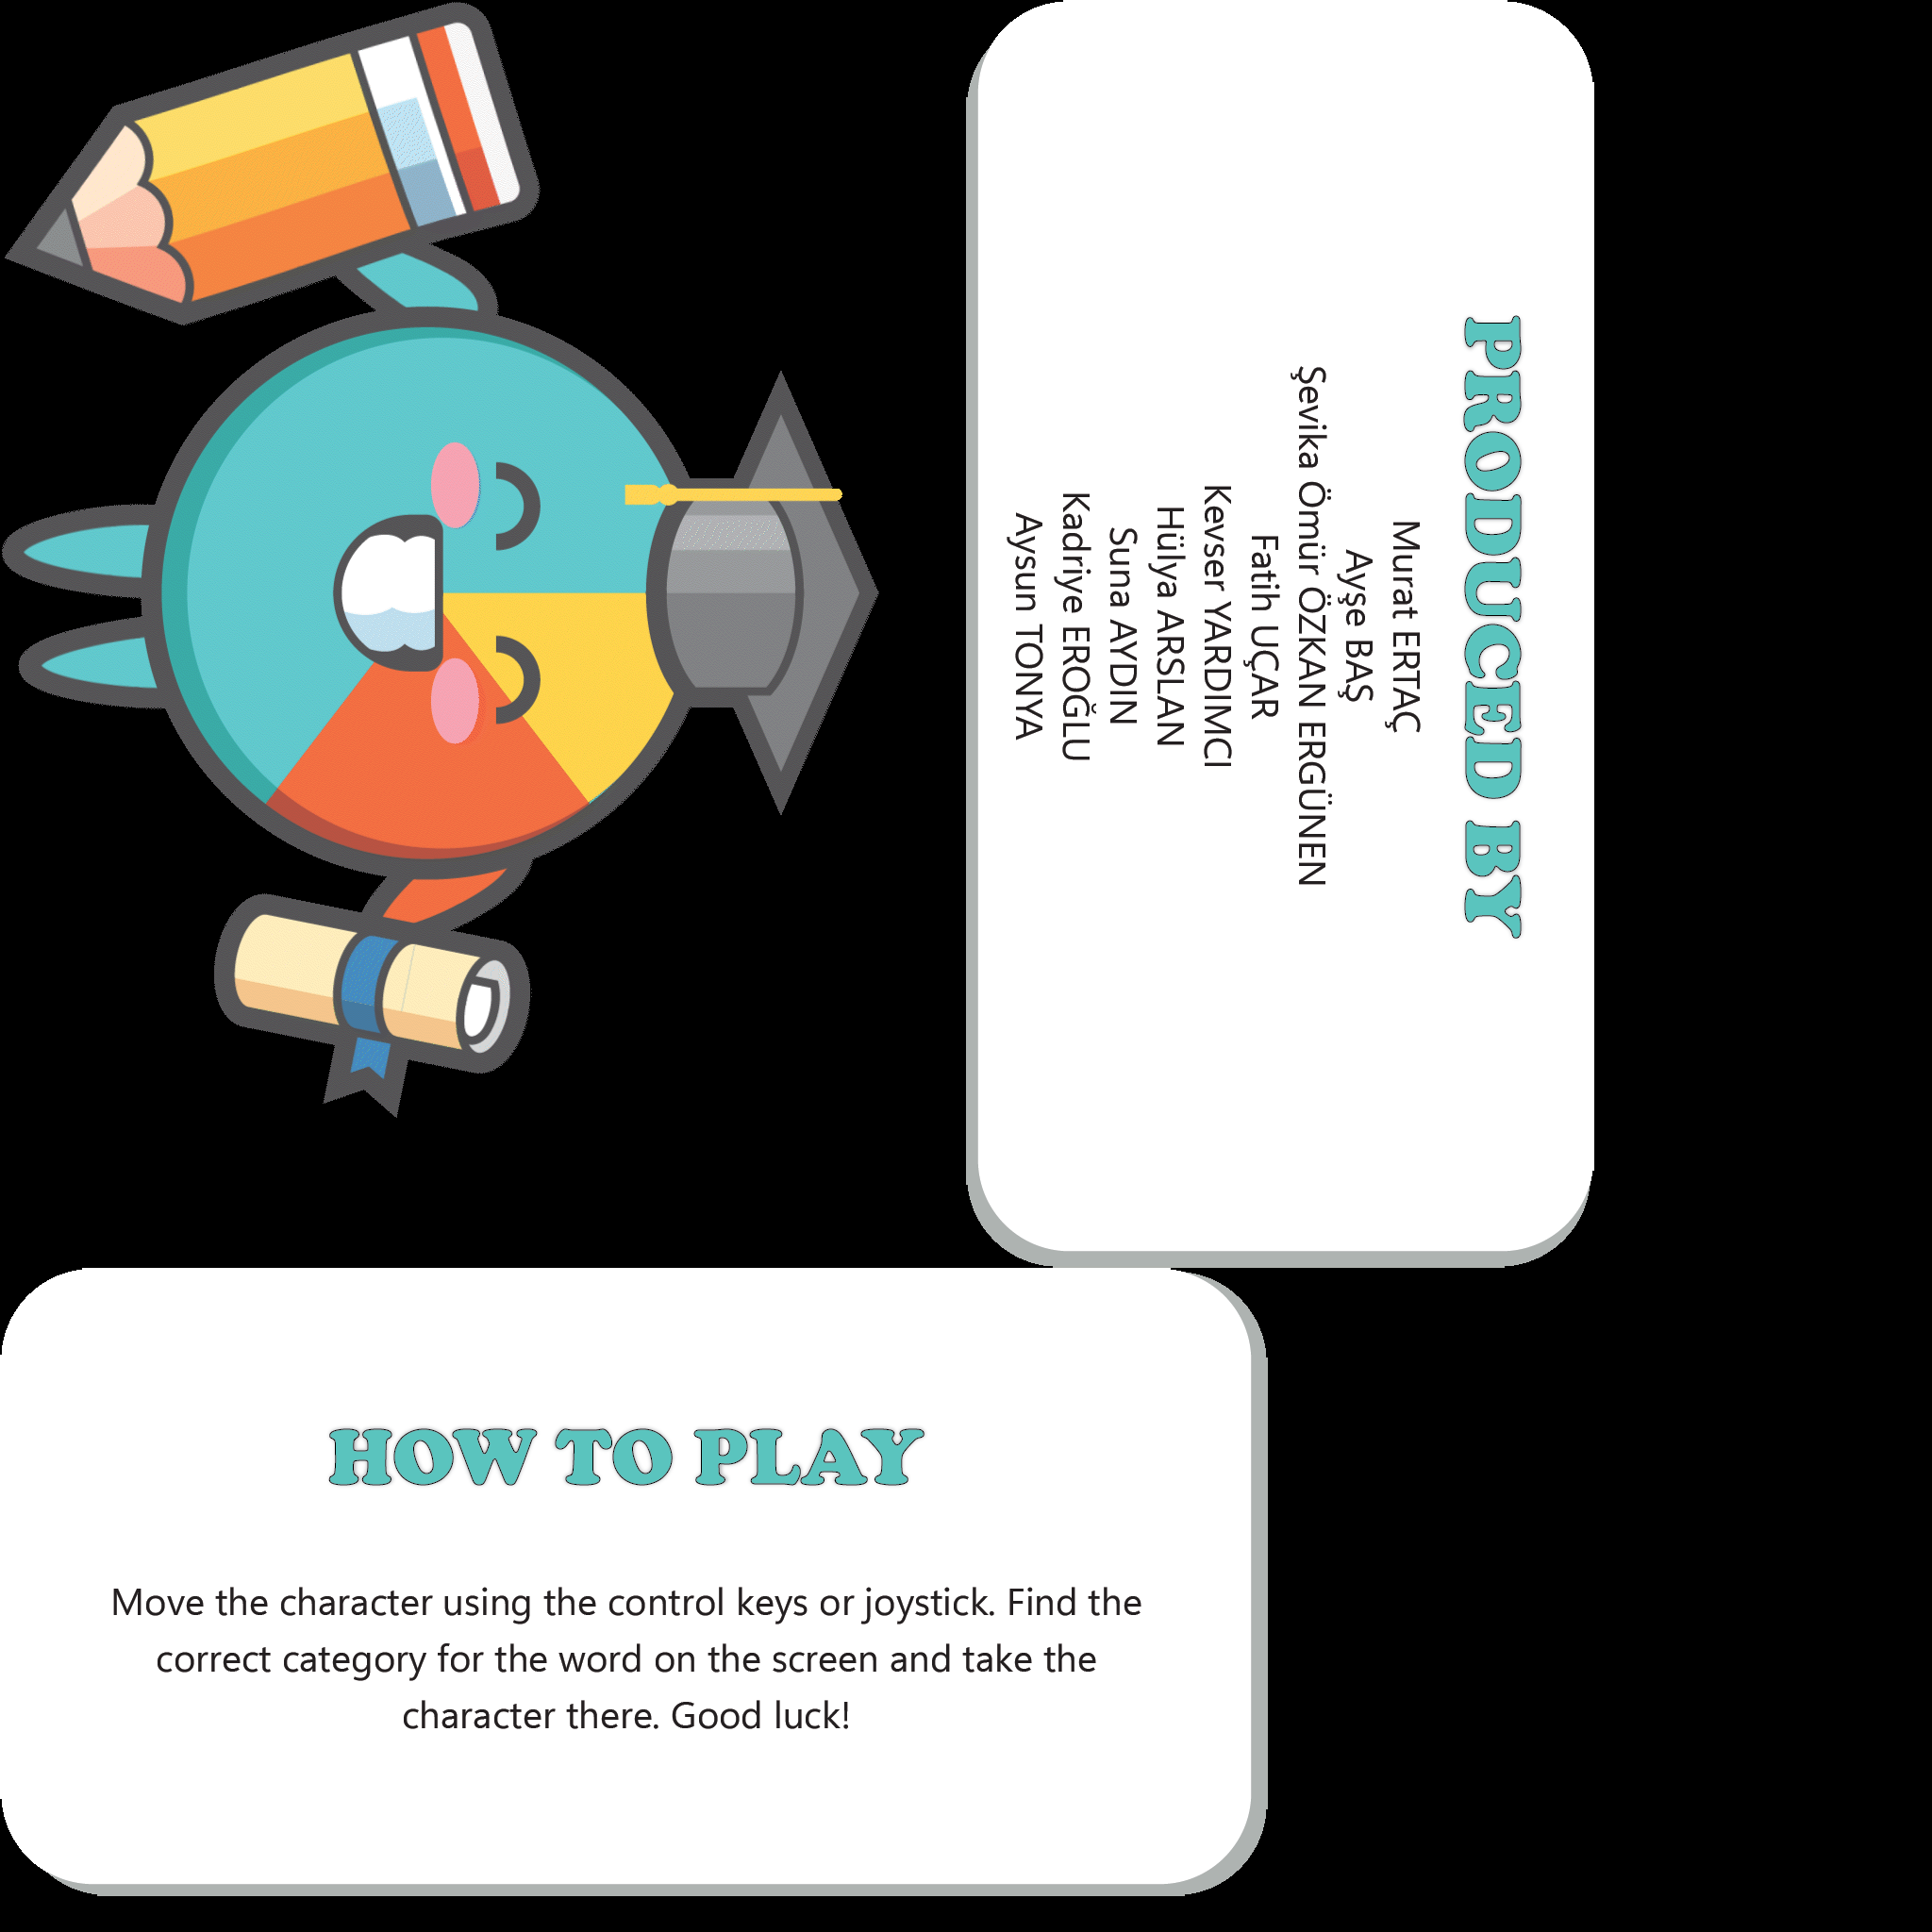 PRODUCED BY
Murat ERTAÇ
Ayşe BAŞ
Şevika Ömür ÖZKAN ERGÜNEN
Fatih UÇAR
Kevser YARDIMCI
Hülya ARSLAN
Suna AYDIN
Kadriye EROĞLU
Aysun TONYA
HOW TO PLAY
Move the character using the control keys or joystick. Find the
correct category for the word on the screen and take the
character there. Good luck!